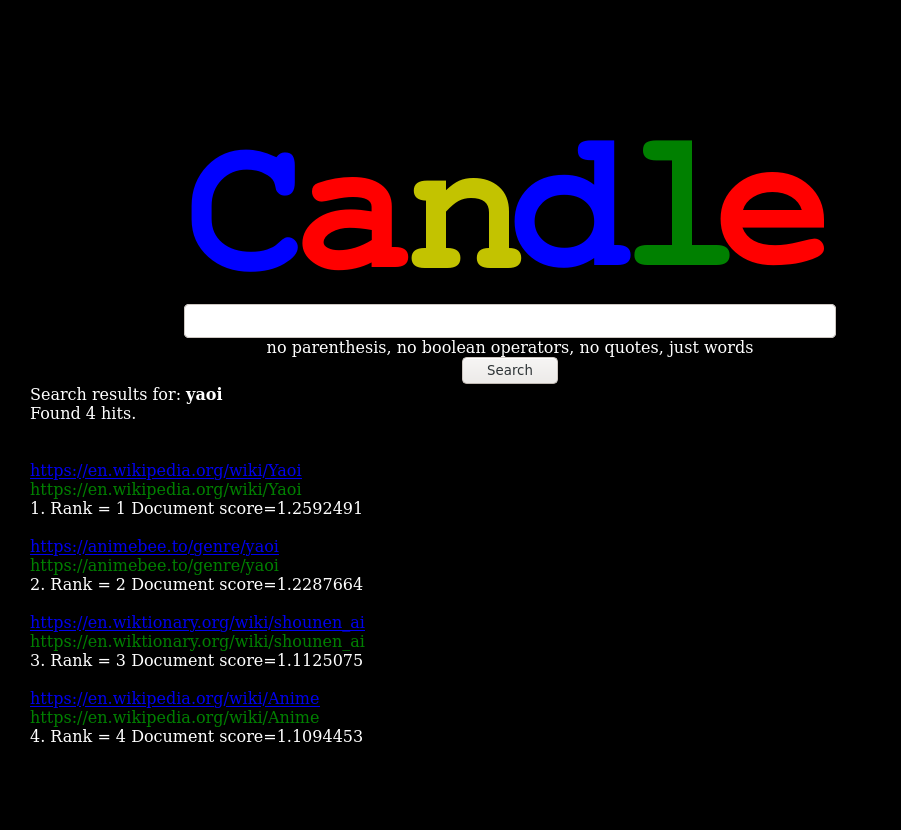 Candle
no parenthesis, no boolean operators, no quotes, just words
Search
Search results for: yaoi
Found 4 hits.
https://en.wikipedia.org/wiki/Yaoi
https://en.wikipedia.org/wiki/Yaoi
1. Rank = 1 Document score=1.2592491
https://animebee.to/genre/yaoi
https://animebee.to/genre/yaoi
2. Rank = 2 Document score=1.2287664
https://en.wiktionary.org/wiki/shounen_ai
https://en.wiktionary.org/wiki/shounen_ai
3. Rank = 3 Document score=1.1125075
https://en.wikipedia.org/wiki/Anime
https://en.wikipedia.org/wiki/Anime
4. Rank = 4 Document score=1.1094453